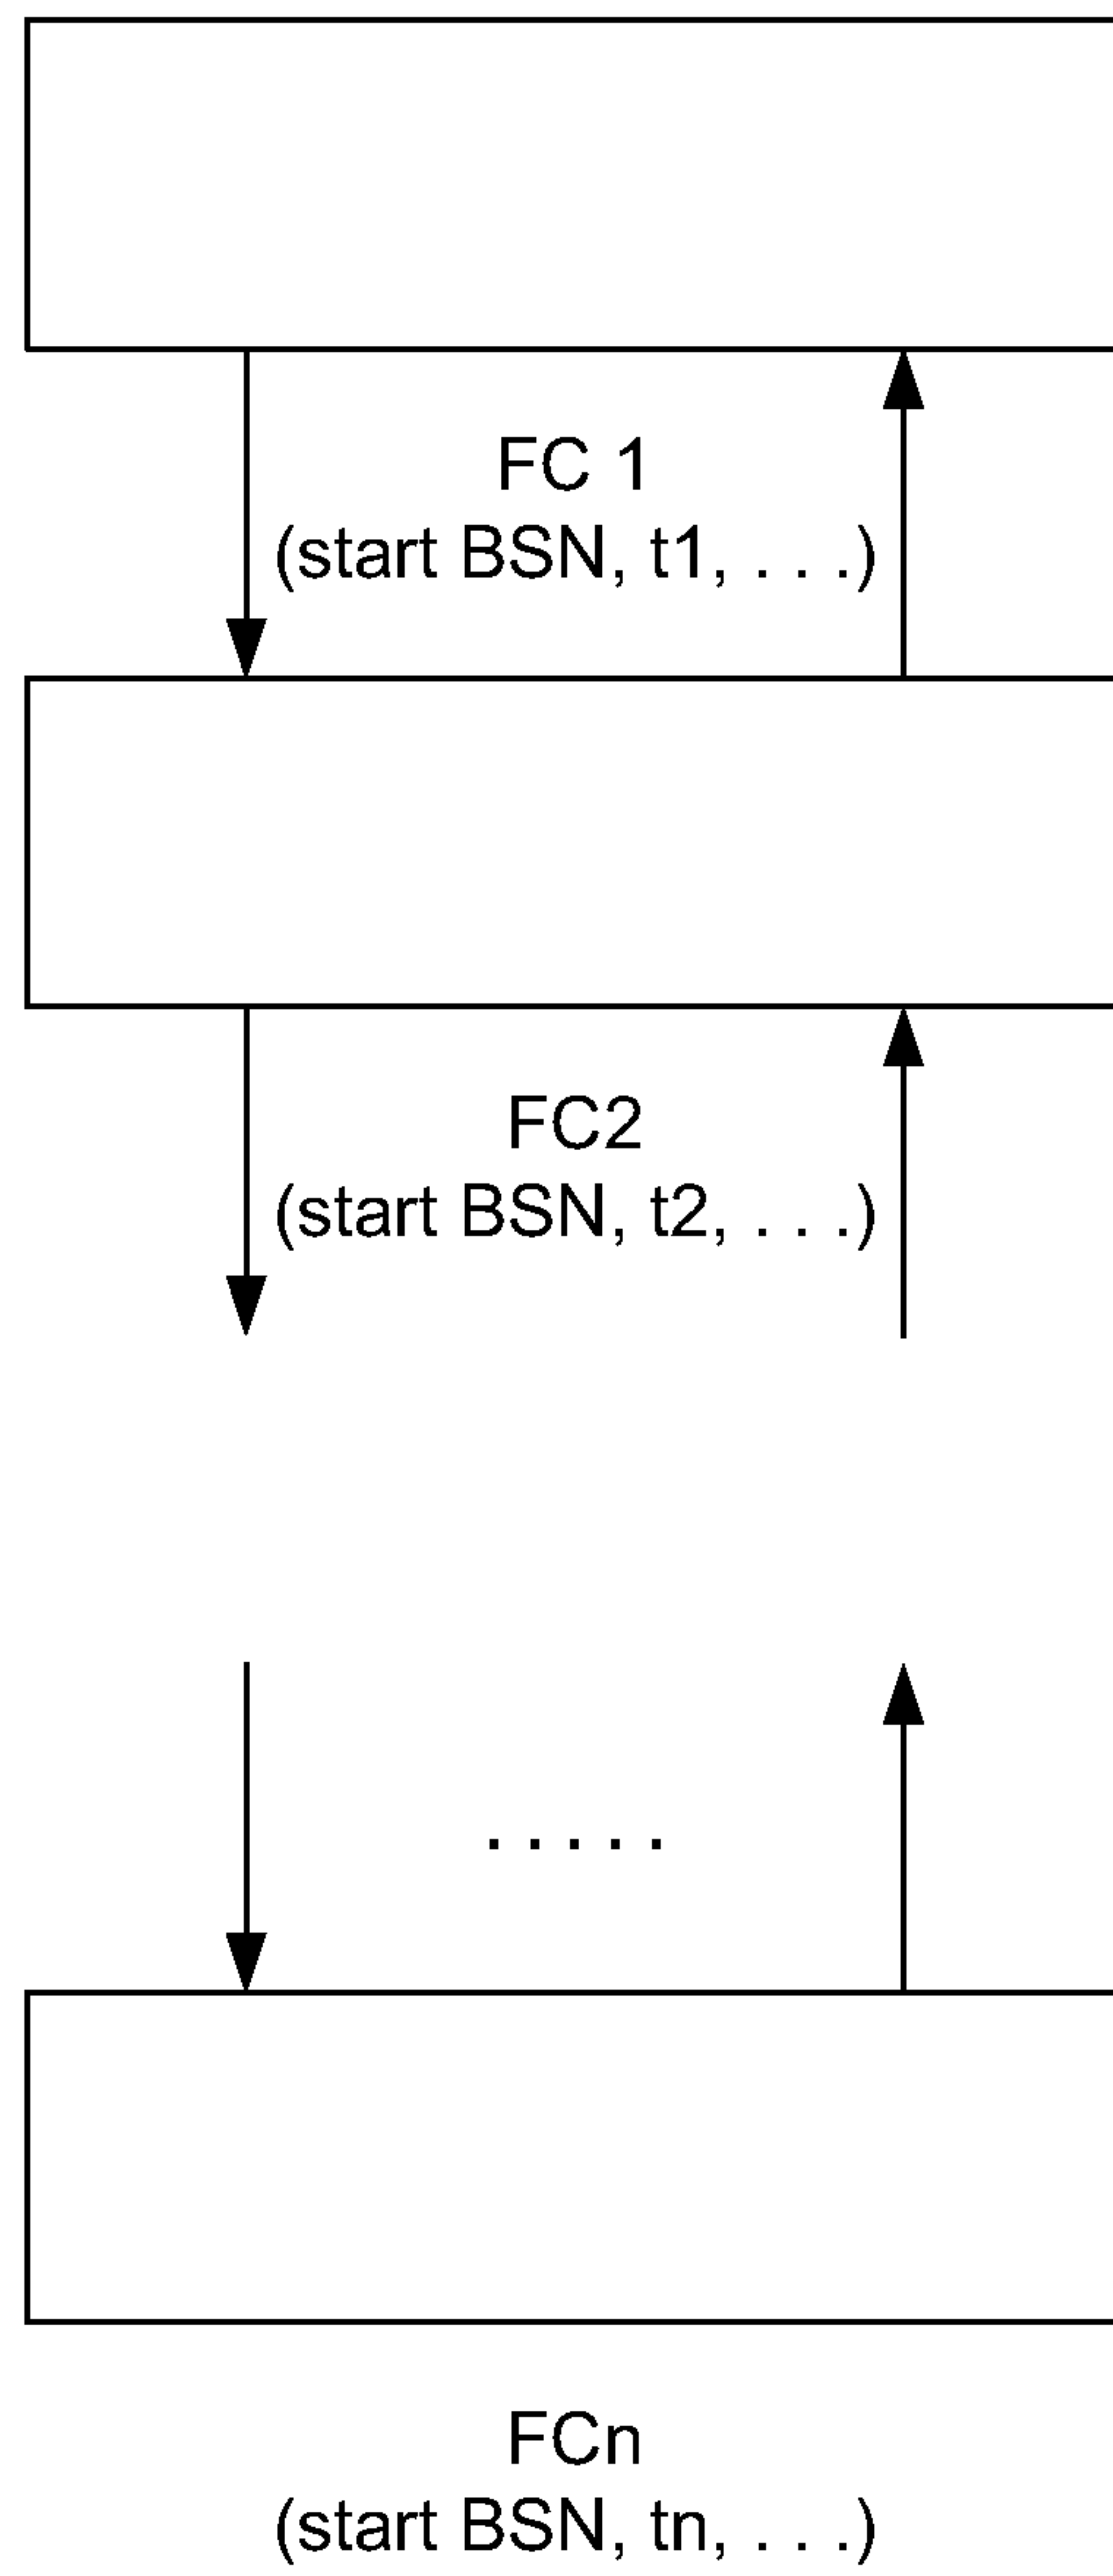 FC 1
(start BSN, t1, . . .)
FC2
(start BSN, t2, . . .)
. . . . .
FCn
(start BSN, tn, . . .)